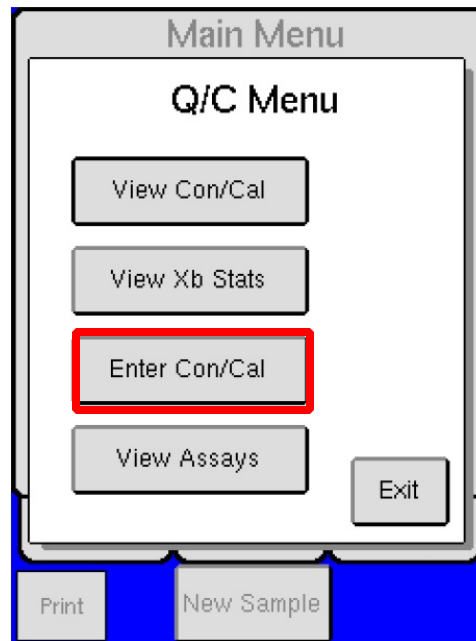 Main Menu
Q/C Menu
View Con/Cal
View Xb Stats
Enter Con/Cal
View Assays
Exit
Print
New Sample